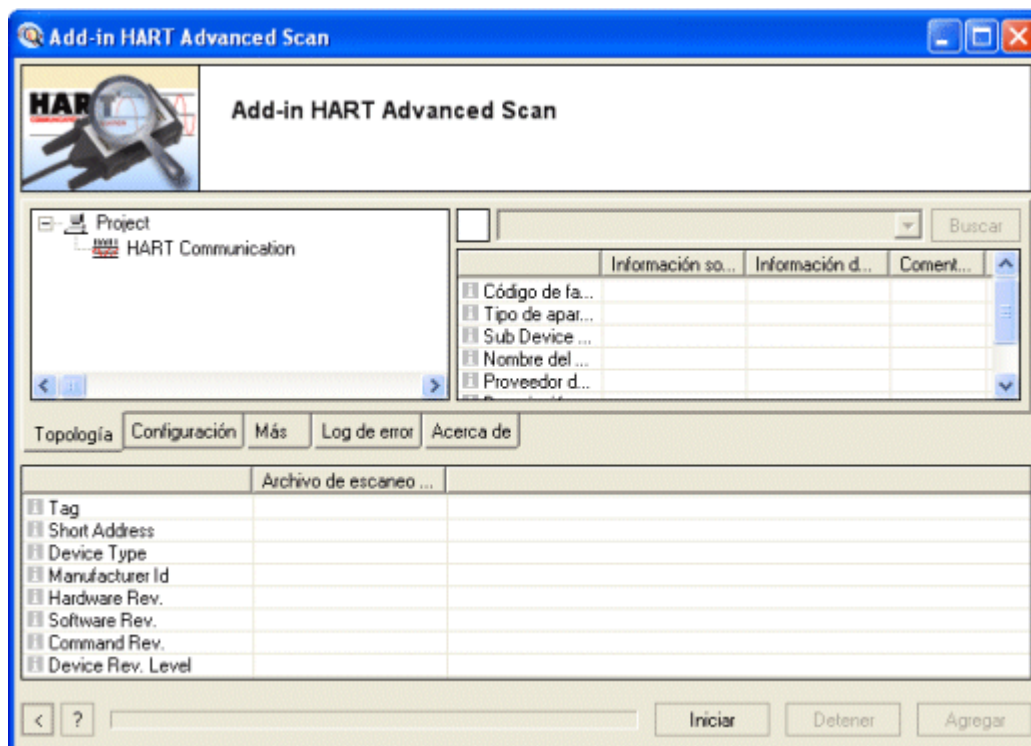 Add-in HART Advanced Scan
HART
Add-in HART Advanced Scan
Project
HART Communication
Buscar
Información so... Información d... Coment...
Código de fa...
Tipo de apar...
Sub Device ...
Nombre del ...
Proveedor d...
Topología Configuración Más Log de error Acerca de
Archivo de escaneo ...
Tag
Short Address
Device Type
Manufacturer Id
Hardware Rev.
Software Rev.
Command Rev.
Device Rev. Level
< ? Iniciar Detener Agregar